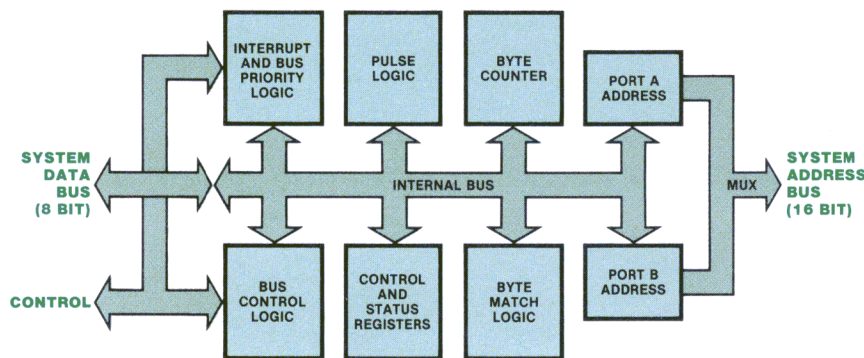 INTERRUPT
AND BUS
PRIORITY
LOGIC
PULSE
LOGIC
BYTE
COUNTER
PORT A
ADDRESS
SYSTEM
DATA
BUS
(8 BIT)
INTERNAL BUS
MUX
SYSTEM
ADDRESS
BUS
(16 BIT)
CONTROL
BUS
CONTROL
LOGIC
CONTROL
AND
STATUS
REGISTERS
BYTE
MATCH
LOGIC
PORT B
ADDRESS